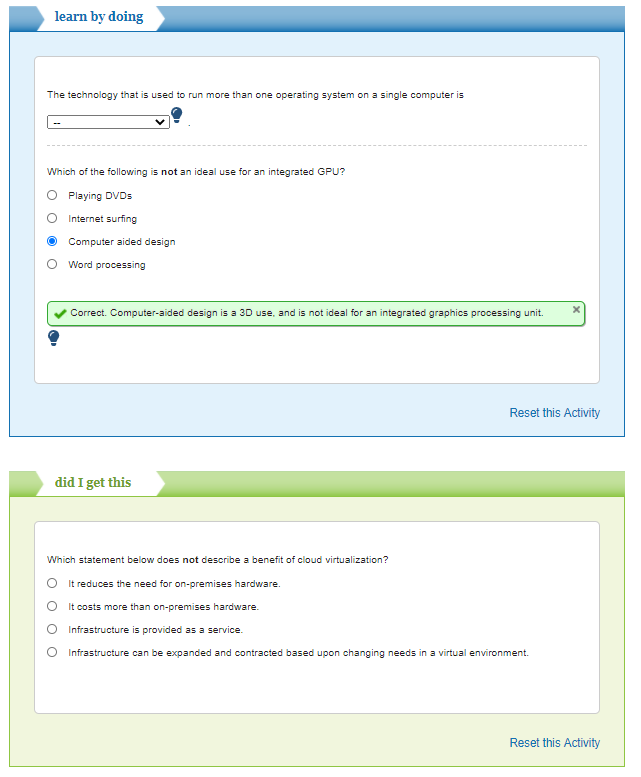 learn by doing
The technology that is used to run more than one operating system on a single computer is
--
.
Which of the following is not an ideal use for an integrated GPU?
Playing DVDs
Internet surfing
Computer aided design
Word processing
Correct. Computer-aided design is a 3D use, and is not ideal for an integrated graphics processing unit.
Reset this Activity
did I get this
Which statement below does not describe a benefit of cloud virtualization?
It reduces the need for on-premises hardware.
It costs more than on-premises hardware.
Infrastructure is provided as a service.
Infrastructure can be expanded and contracted based upon changing needs in a virtual environment.
Reset this Activity